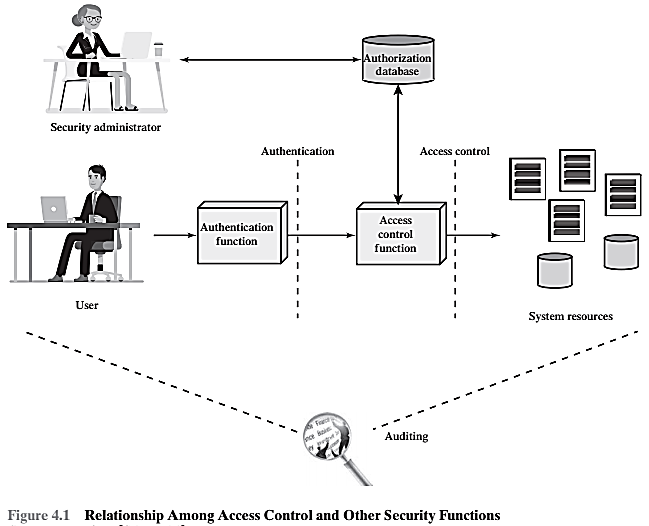 Authorization
database
Security administrator
Authentication
Access control
Authentication
function
Access
control
function
User
System resources
Auditing
Figure 4.1 Relationship Among Access Control and Other Security Functions